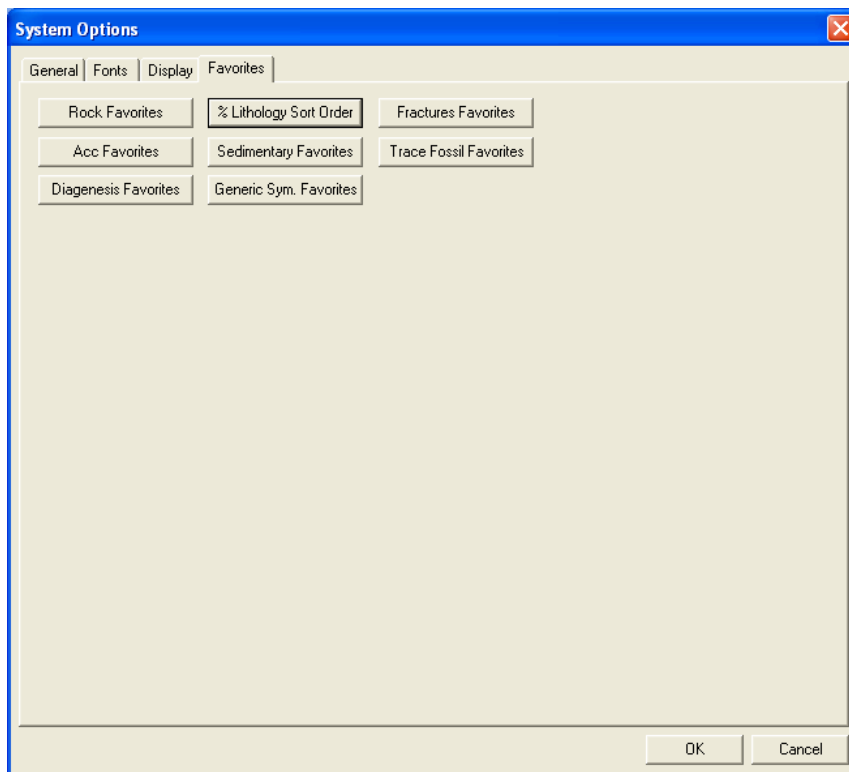 System Options
General Fonts Display Favorites
Rock Favorites % Lithology Sort Order Fractures Favorites
Acc Favorites Sedimentary Favorites Trace Fossil Favorites
Diagenesis Favorites Generic Sym. Favorites
OK Cancel